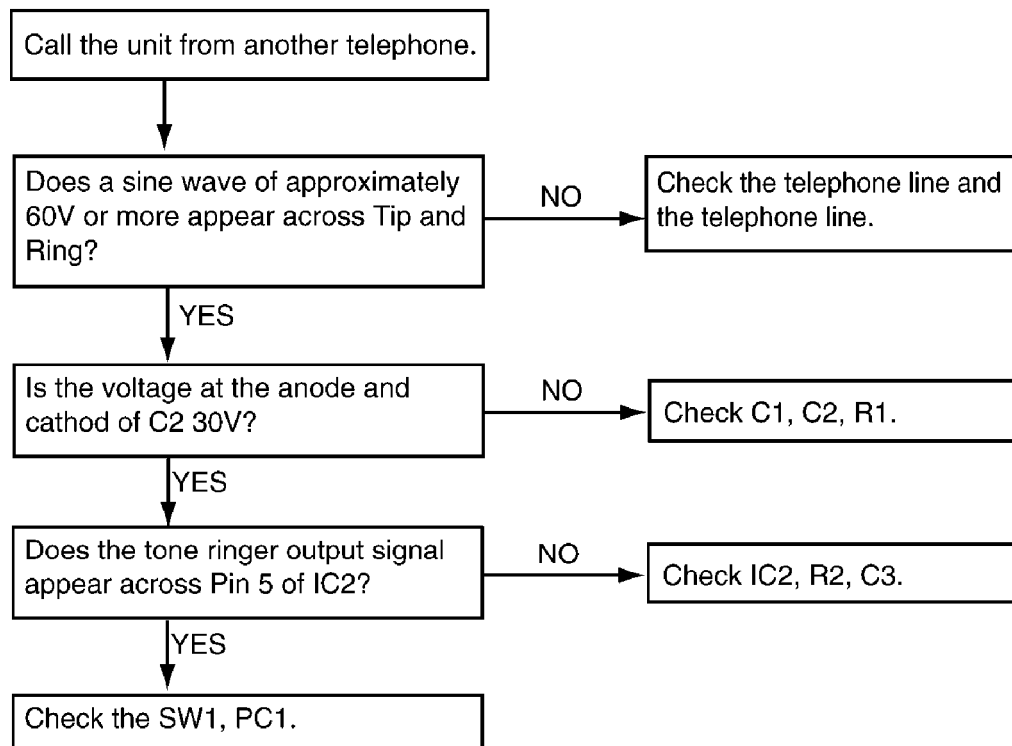 Call the unit from another telephone.
Does a sine wave of approximately
60V or more appear across Tip and
Ring?
NO
Check the telephone line and
the telephone line.
YES
Is the voltage at the anode and
cathod of C2 30V?
NO
Check C1, C2, R1.
YES
Does the tone ringer output signal
appear across Pin 5 of IC2?
NO
Check IC2, R2, C3.
YES
Check the SW1, PC1.